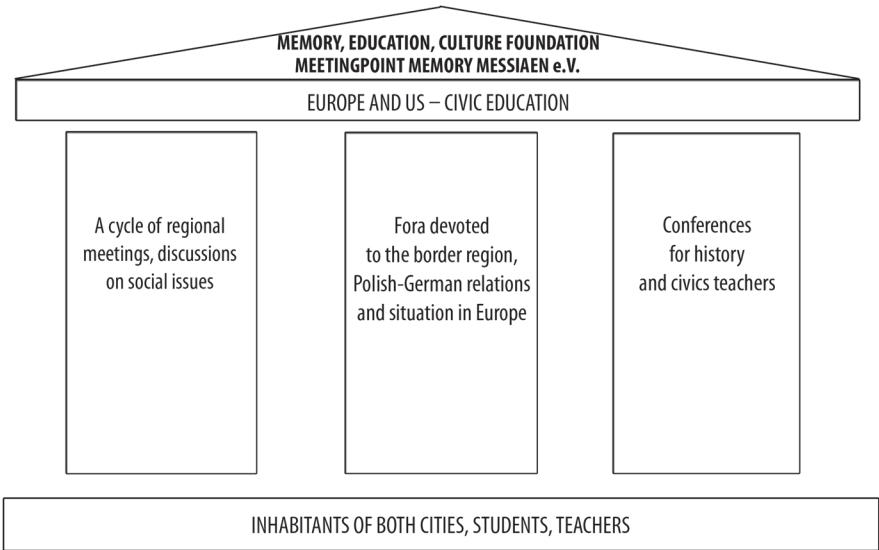 MEMORY, EDUCATION, CULTURE FOUNDATION
MEETINGPOINT MEMORY MESSIAEN e.V.
EUROPE AND US – CIVIC EDUCATION
A cycle of regional
meetings, discussions
on social issues
Fora devoted
to the border region,
Polish-German relations
and situation in Europe
Conferences
for history
and civics teachers
INHABITANTS OF BOTH CITIES, STUDENTS, TEACHERS